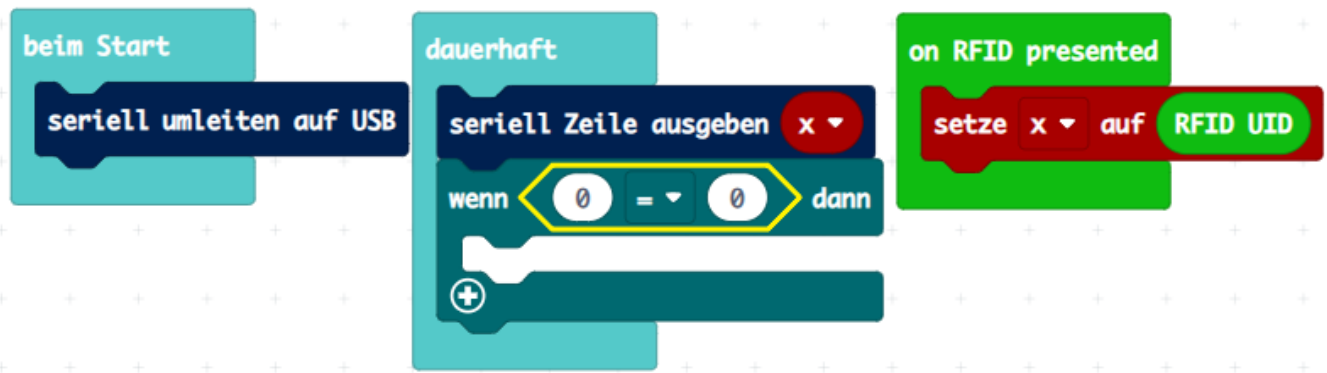 beim Start
seriell umleiten auf USB
dauerhaft
seriell Zeile ausgeben x
wenn 0 = 0 dann
on RFID presented
setze x auf RFID UID